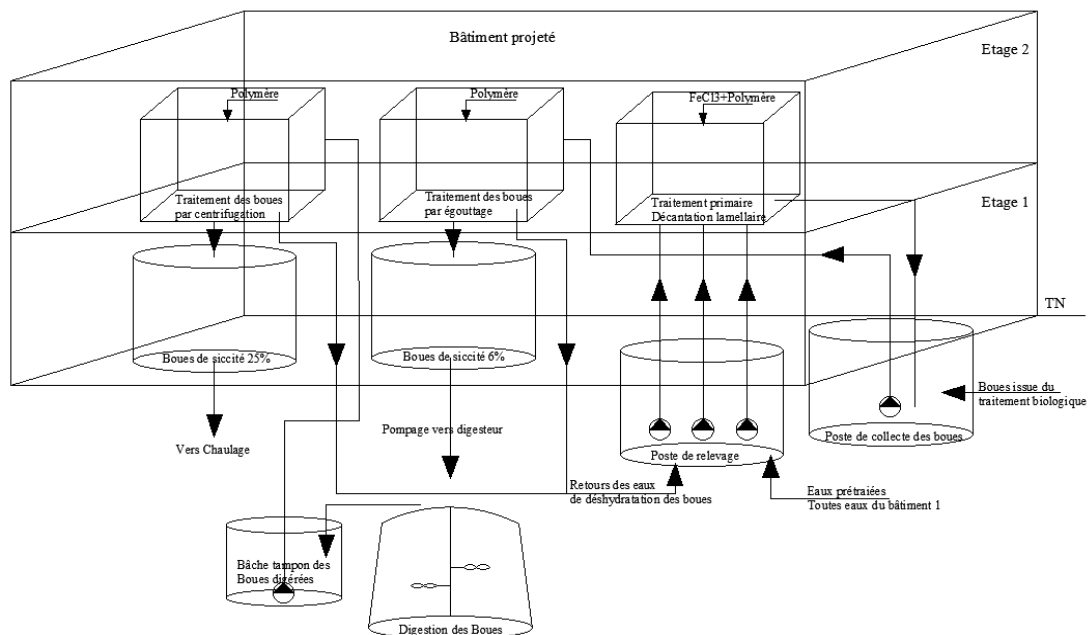 Bâtiment projeté
Etage 2
Polymère
Polymère
FeCl3+Polymère
Traitement des boues
par centrifugation
Traitement des boues
par égouttage
Traitement primaire
Décantation lamellaire
Etage 1
TN
Boues de siccité 25%
Boues de siccité 6%
Boues issue du
traitement biologique
Pompage vers digesteur
Poste de collecte des boues
Vers Chaulage
Poste de relevage
Retours des eaux
de déshydratation des boues
Eaux prétraiées
Toutes eaux du bâtiment 1
Bâche tampon des
Boues digérées
Digestion des Boues